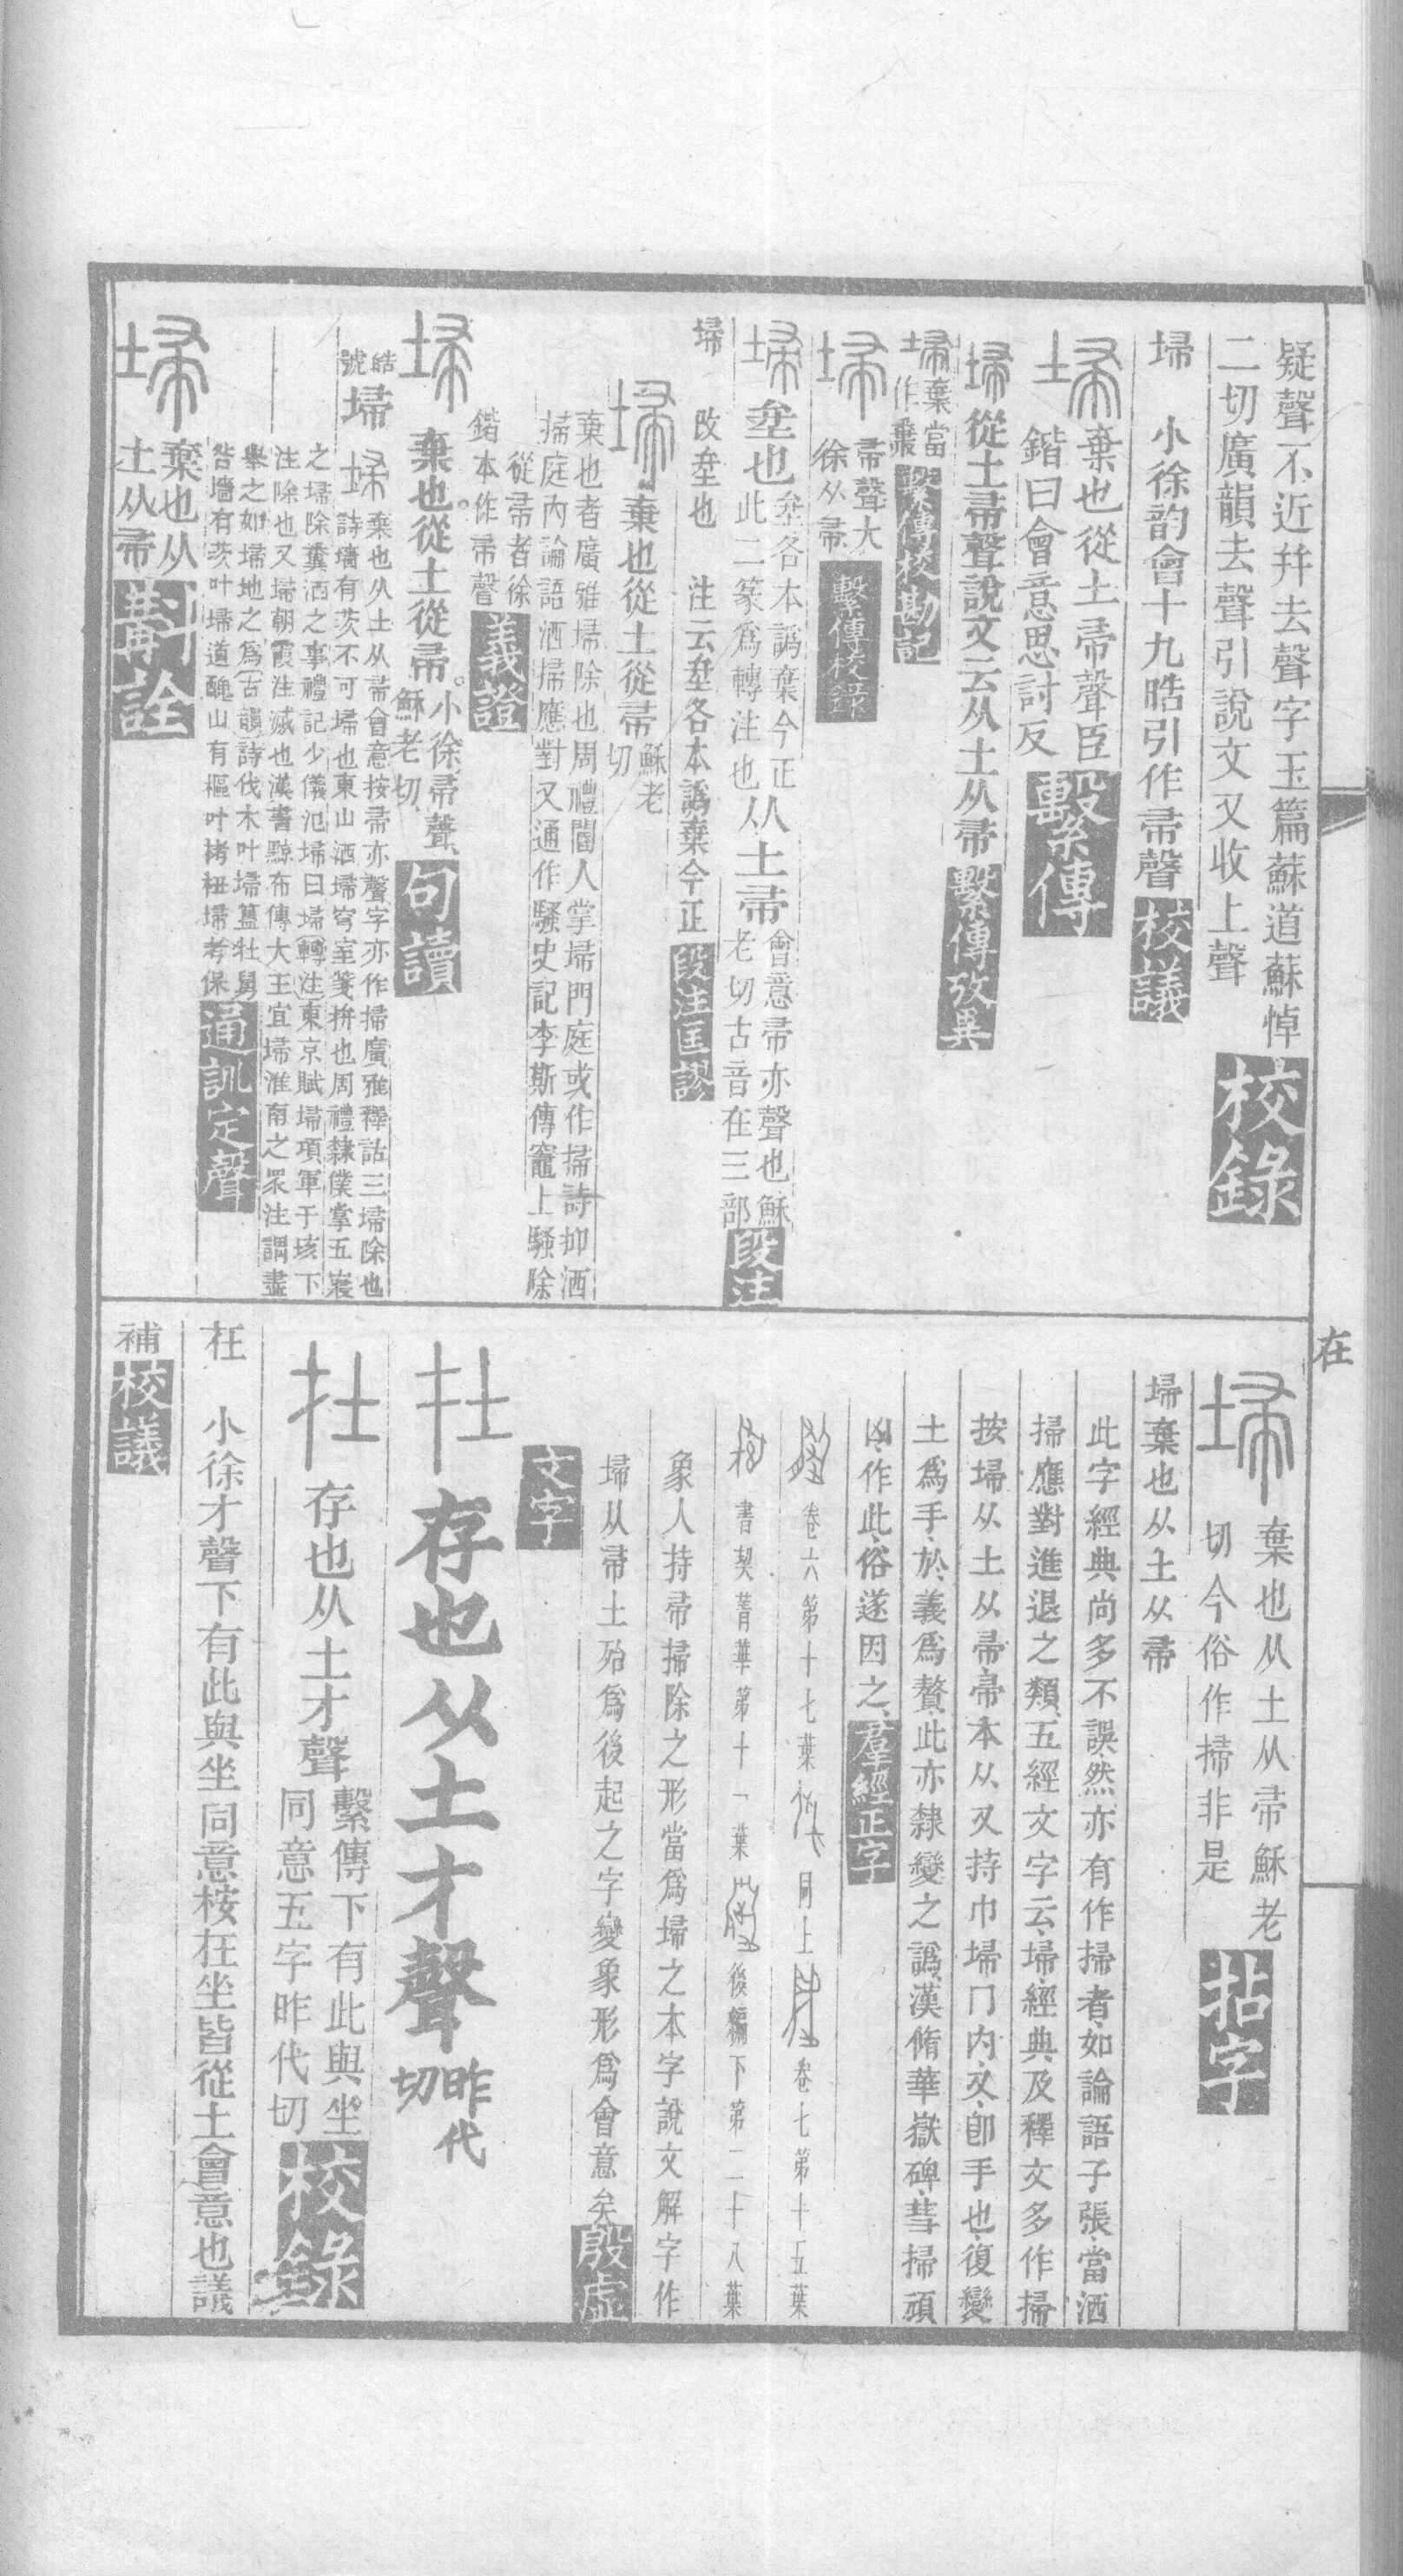 疑聲不近幷去聲字玉篇蘇道蘇悼
二切廣韻去聲引說文又收上聲
校錄
埽　小徐韵會十九晧引作帚聲校議
棄也從土帚聲臣
鍇曰會意思討反
繫傳
從土帚聲說文云从土从帚繫傳攷異
棄當
作𡊅
繫傳校勘記
帚聲大
徐从帚
繫傳校錄
坌也
坌各本譌棄今正
此二篆爲轉注也
从土帚
會意帚亦聲也穌
老切古音在三部
段注
埽　改坌也　注云坌各本譌棄今正段注匡謬
棄也從土從帚
穌老
切
棄也者廣雅埽除也周禮閽人掌埽門庭或作掃詩抑洒
掃庭內論語洒掃應對又通作騷史記李斯傳竈上騷除
從帚者徐
鍇本作帚聲
義證
棄也從土從帚
小徐帚聲
穌老切
句讀
皓
號
埽
棄也从土从帚會意按帚亦聲字亦作掃廣雅釋詁三埽除也
詩墻有茨不可埽也東山洒埽穹室箋拚也周禮隸僕掌五寢
之埽除糞洒之事禮記少儀氾埽曰埽轉注東京賦埽項軍于垓下
注除也又埽朝霞注滅也漢書黥布傳大王宜埽淮南之眾注謂盡
舉之如埽地之爲古韻詩伐木叶埽簋牡舅
咎墻有茨叶埽道醜山有樞叶栲杻埽考保
通訓定聲
棄也从
土从帚
斠詮
在
棄也从土从帚穌老
切今俗作掃非是
拈字
埽棄也从土从帚
此字經典尚多不誤然亦有作掃者如論語子張當洒
掃應對進退之類五經文字云埽經典及釋文多作掃
按埽从土从帚帚本从又持巾埽冂內又卽手也復變
土爲手於義爲贅此亦隸變之譌漢脩華嶽碑彗掃頑
凶作此俗遂因之羣經正字
卷六第十七葉　同上　卷七第十五葉
書契菁華第十一葉　後編下第二十八葉
象人持帚掃除之形當爲埽之本字說文解字作
埽从帚土殆爲後起之字變象形爲會意矣殷虛
文字
存也从土才聲
昨代
切
存也从土才聲
繫傳下有此與坐
同意五字昨代切
校錄
在　小徐才聲下有此與坐同意桉在坐皆從土會意也議
補校議